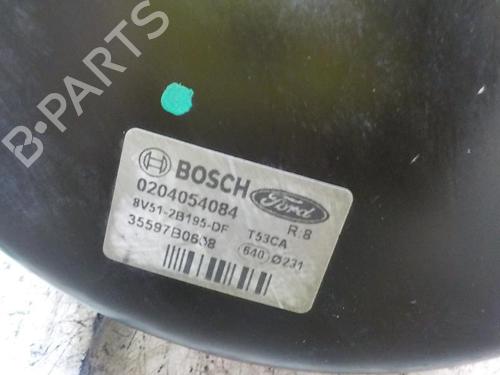 B-PARTS
BOSCH
Ford
0204054084
R:8
8V51-2B195-DF
T53CA
35597B0608
640 Ø231